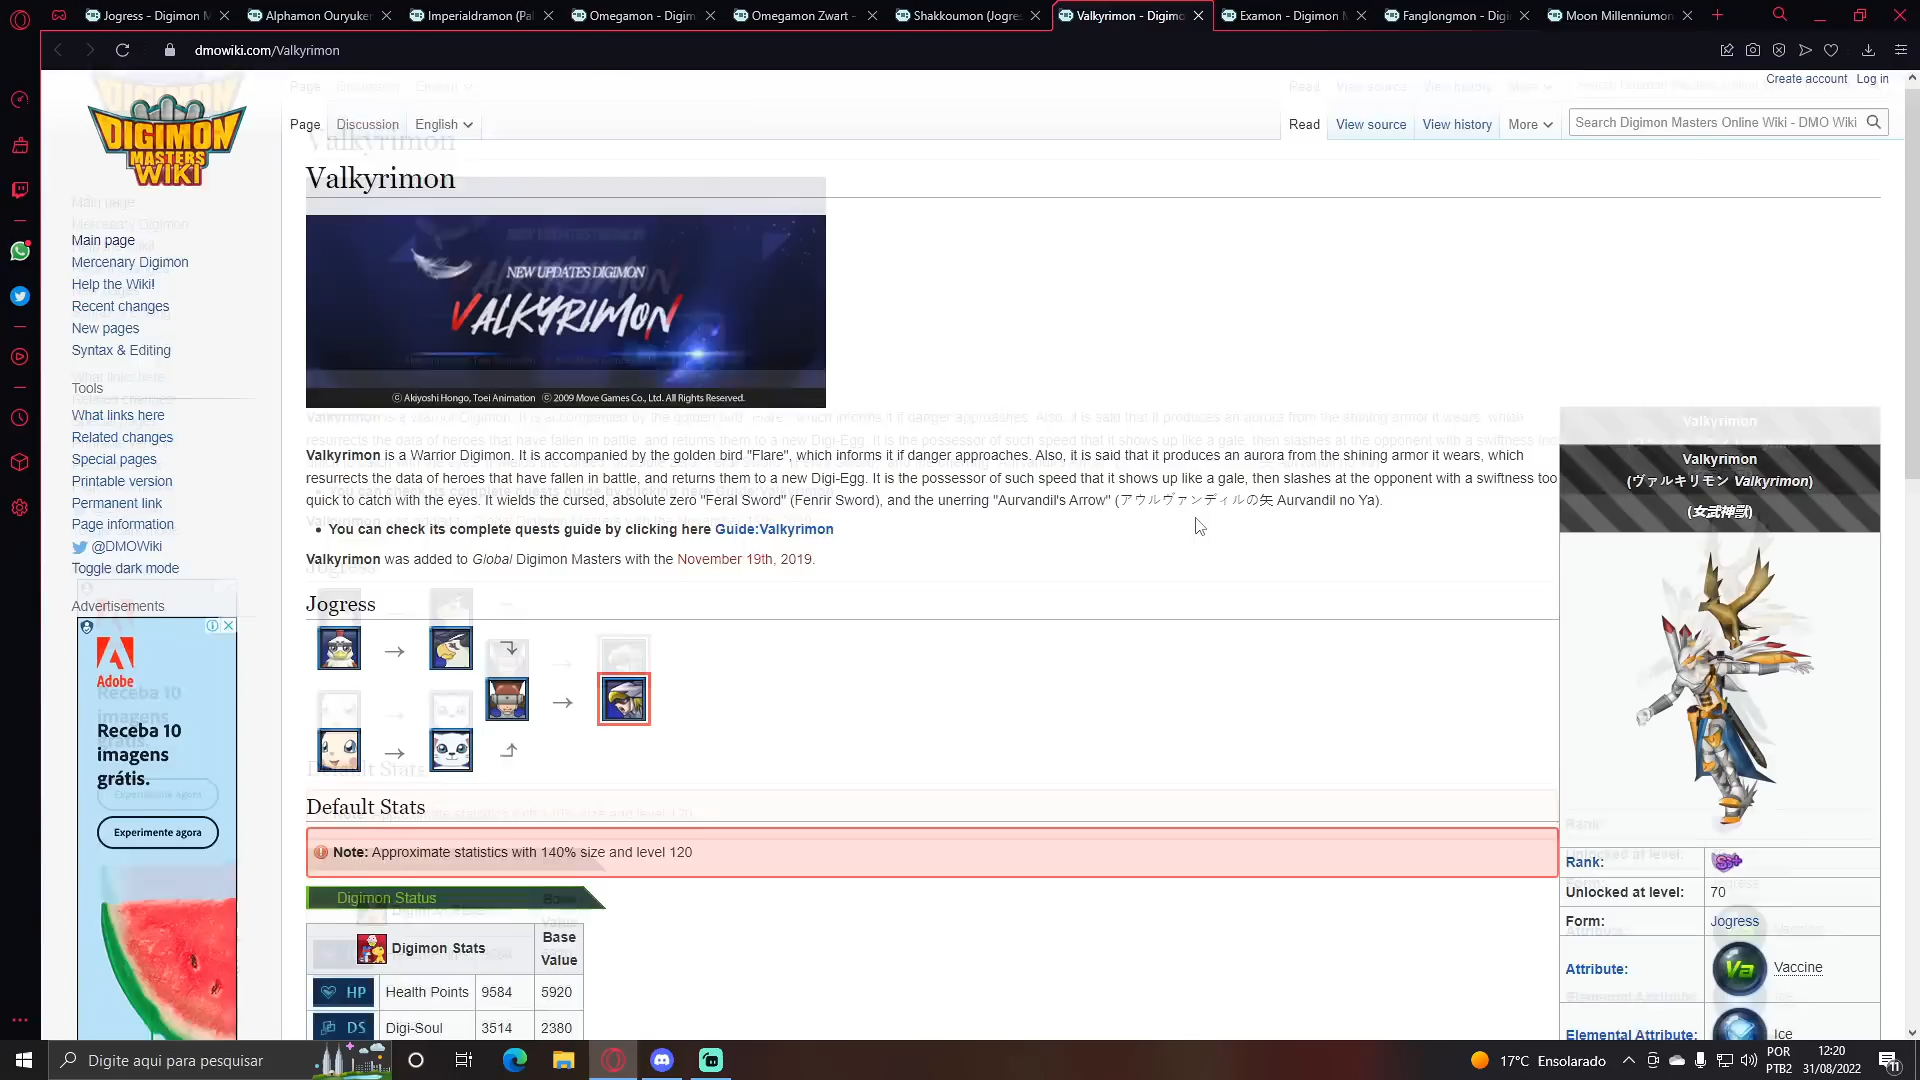 Jogress - Digimon M
Alphamon Ouryuker
Imperialdramon (Pal
Omegamon - Digim
Omegamon Zwart -
Shakkoumon (Jogres
Valkyrimon - Digimo
Examon - Digimon M
Fanglongmon - Digi
Moon Millenniumon
dmowiki.com/Valkyrimon
Create account Log in
DIGIMON
MASTERS
WIKI
Page Discussion English
Read View source View history More
Search Digimon Masters Online Wiki - DMO Wiki
Valkyrimon
Main page
Mercenary Digimon
Help the Wiki!
Recent changes
New pages
Syntax & Editing
Tools
What links here
Related changes
Special pages
Printable version
Permanent link
Page information
@DMOWiki
Toggle dark mode
Advertisements
Adobe
Receba 10
imagens
grátis.
Experimente agora
NEW UPDATES DIGIMON
VALKYRIMON
© Akiyoshi Hongo, Toei Animation © 2009 Move Games Co., Ltd. All Rights Reserved.
Valkyrimon is a Warrior Digimon. It is accompanied by the golden bird "Flare", which informs it if danger approaches. Also, it is said that it produces an aurora from the shining armor it wears, which
resurrects the data of heroes that have fallen in battle, and returns them to a new Digi-Egg. It is the possessor of such speed that it shows up like a gale, then slashes at the opponent with a swiftness too
quick to catch with the eyes. It wields the cursed, absolute zero "Feral Sword" (Fenrir Sword), and the unerring "Aurvandil's Arrow" (アウルヴァンディルの矢 Aurvandil no Ya).
• You can check its complete quests guide by clicking here Guide:Valkyrimon
Valkyrimon was added to Global Digimon Masters with the November 19th, 2019.
Jogress
Default Stats
Note: Approximate statistics with 140% size and level 120
Digimon Status
Digimon Stats
Base
Value
HP Health Points 9584 5920
DS Digi-Soul 3514 2380
Valkyrimon
(ヴァルキリモン Valkyrimon)
(女武神獣)
Rank: SS+
Unlocked at level: 70
Form: Jogress
Attribute: Va Vaccine
Elemental Attribute: Ice
Digite aqui para pesquisar
17°C Ensolarado
POR
PTB2
12:20
31/08/2022
11